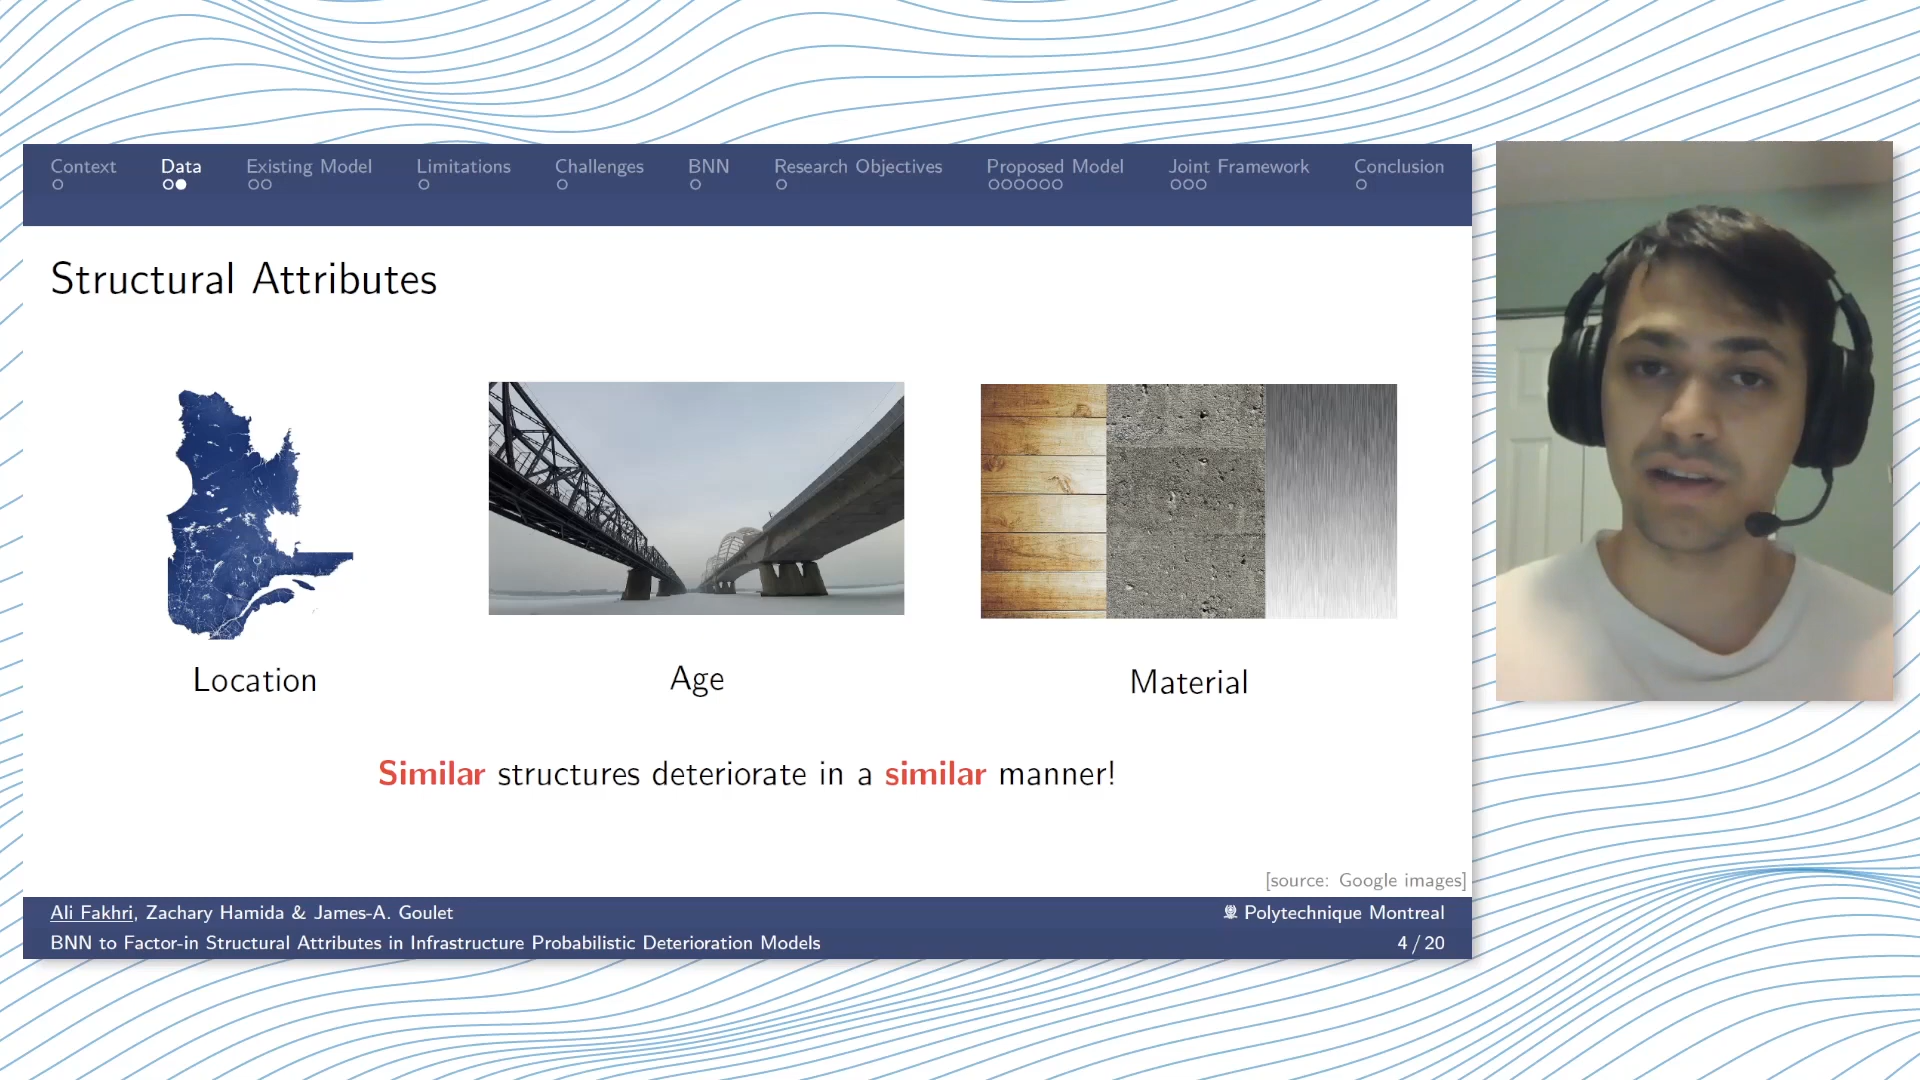 Context Data Existing Model Limitations Challenges BNN Research Objectives Proposed Model Joint Framework Conclusion
Structural Attributes
Location
Age
Material
Similar structures deteriorate in a similar manner!
[source: Google images]
Ali Fakhri, Zachary Hamida & James-A. Goulet
Polytechnique Montreal
BNN to Factor-in Structural Attributes in Infrastructure Probabilistic Deterioration Models
4 / 20